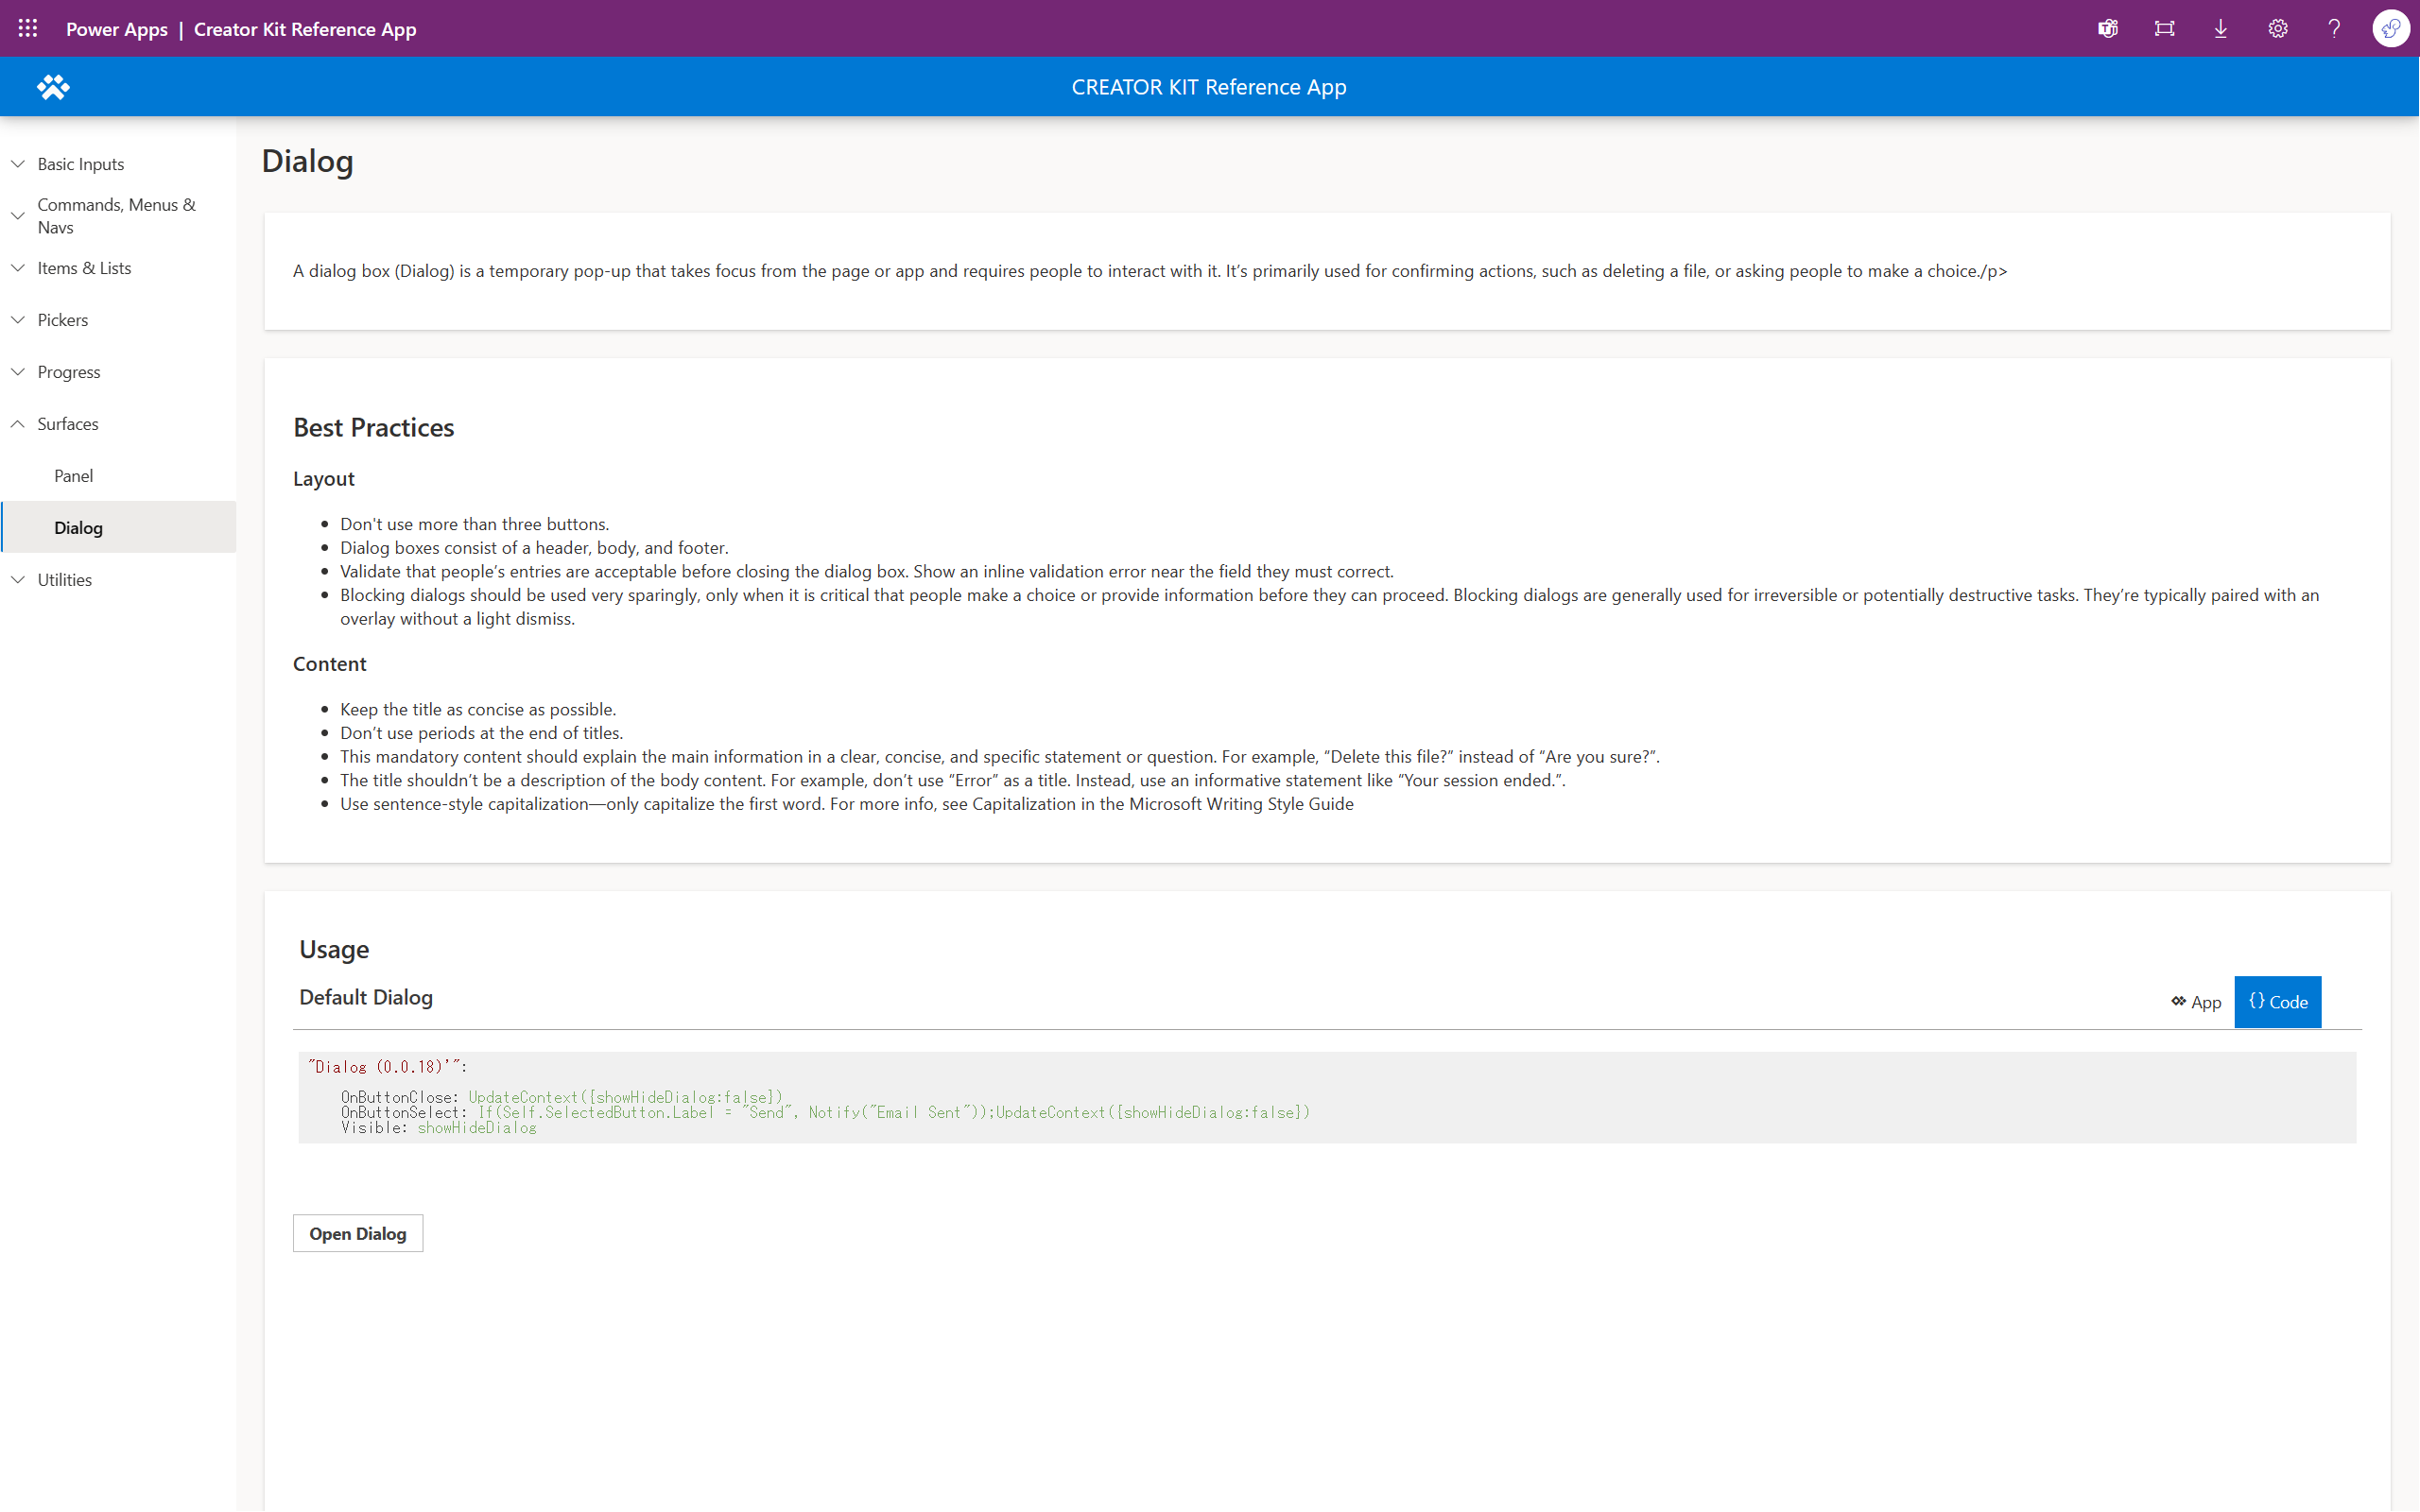 Power Apps | Creator Kit Reference App
CREATOR KIT Reference App
Basic Inputs
Commands, Menus &
Navs
Items & Lists
Pickers
Progress
Surfaces
Panel
Dialog
Utilities
Dialog
A dialog box (Dialog) is a temporary pop-up that takes focus from the page or app and requires people to interact with it. It’s primarily used for confirming actions, such as deleting a file, or asking people to make a choice./p>
Best Practices
Layout
Don't use more than three buttons.
Dialog boxes consist of a header, body, and footer.
Validate that people’s entries are acceptable before closing the dialog box. Show an inline validation error near the field they must correct.
Blocking dialogs should be used very sparingly, only when it is critical that people make a choice or provide information before they can proceed. Blocking dialogs are generally used for irreversible or potentially destructive tasks. They’re typically paired with an
overlay without a light dismiss.
Content
Keep the title as concise as possible.
Don’t use periods at the end of titles.
This mandatory content should explain the main information in a clear, concise, and specific statement or question. For example, “Delete this file?” instead of “Are you sure?”.
The title shouldn’t be a description of the body content. For example, don’t use “Error” as a title. Instead, use an informative statement like “Your session ended.”.
Use sentence-style capitalization—only capitalize the first word. For more info, see Capitalization in the Microsoft Writing Style Guide
Usage
Default Dialog
App
{} Code
"Dialog (0.0.18)'":
OnButtonClose: UpdateContext({showHideDialog:false})
OnButtonSelect: If(Self.SelectedButton.Label = "Send", Notify("Email Sent"));UpdateContext({showHideDialog:false})
Visible: showHideDialog
Open Dialog